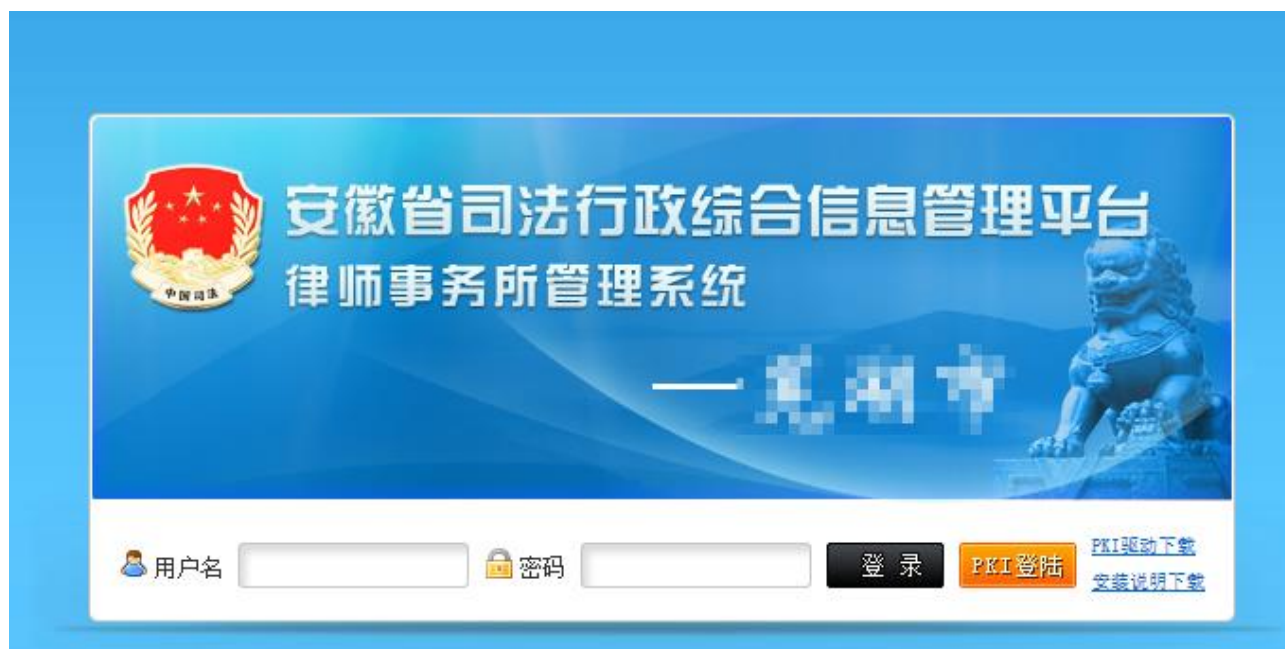 安徽省司法行政综合信息管理平台
律师事务所管理系统
中国司法
用户名
密码
登录
PKI登陆
PKI驱动下载
安装说明下载